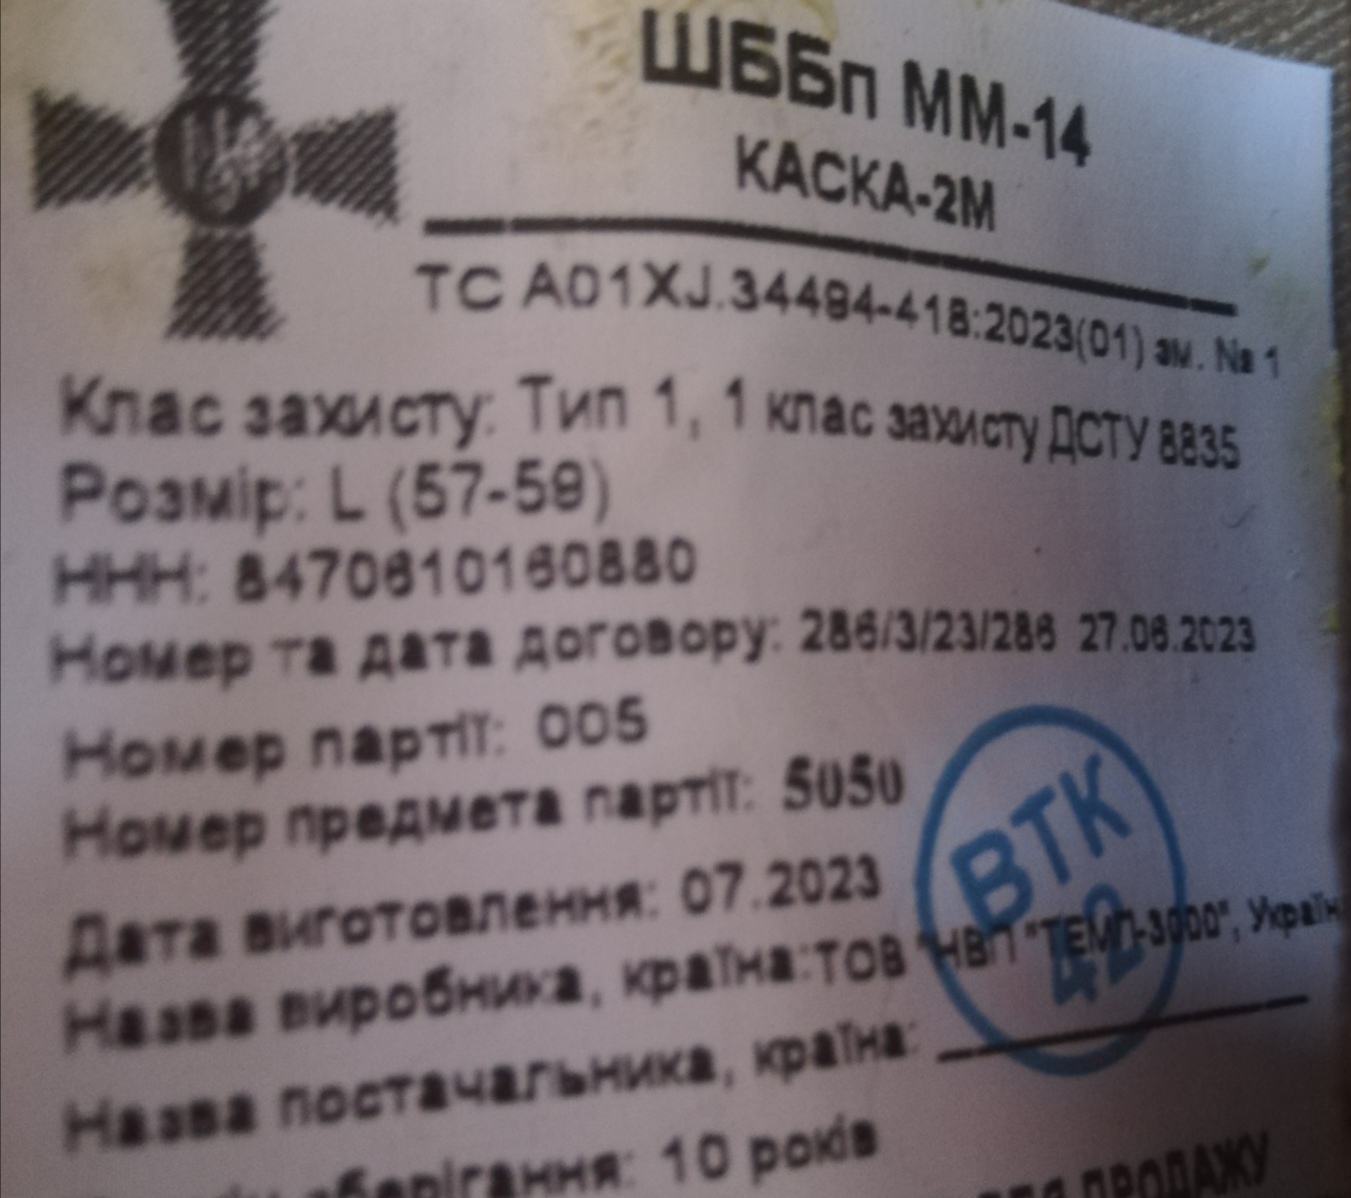 ШББп ММ-14
КАСКА-2М
ТС А01XJ.34494-418:2023(01) зм. № 1
Клас захисту: Тип 1, 1 клас захисту ДСТУ 8835
Розмір: L (57-59)
ННН: 8470610160880
Номер та дата договору: 286/3/23/286 27.06.2023
Номер партії: 005
Номер предмета партії: 5050
Дата виготовлення: 07.2023
Назва виробника, країна:ТОВ "НВП "ТЕМП-3000", Україн
Назва постачальника, країна:
зберігання: 10 років
ПРОДАЖУ
ВТК
42